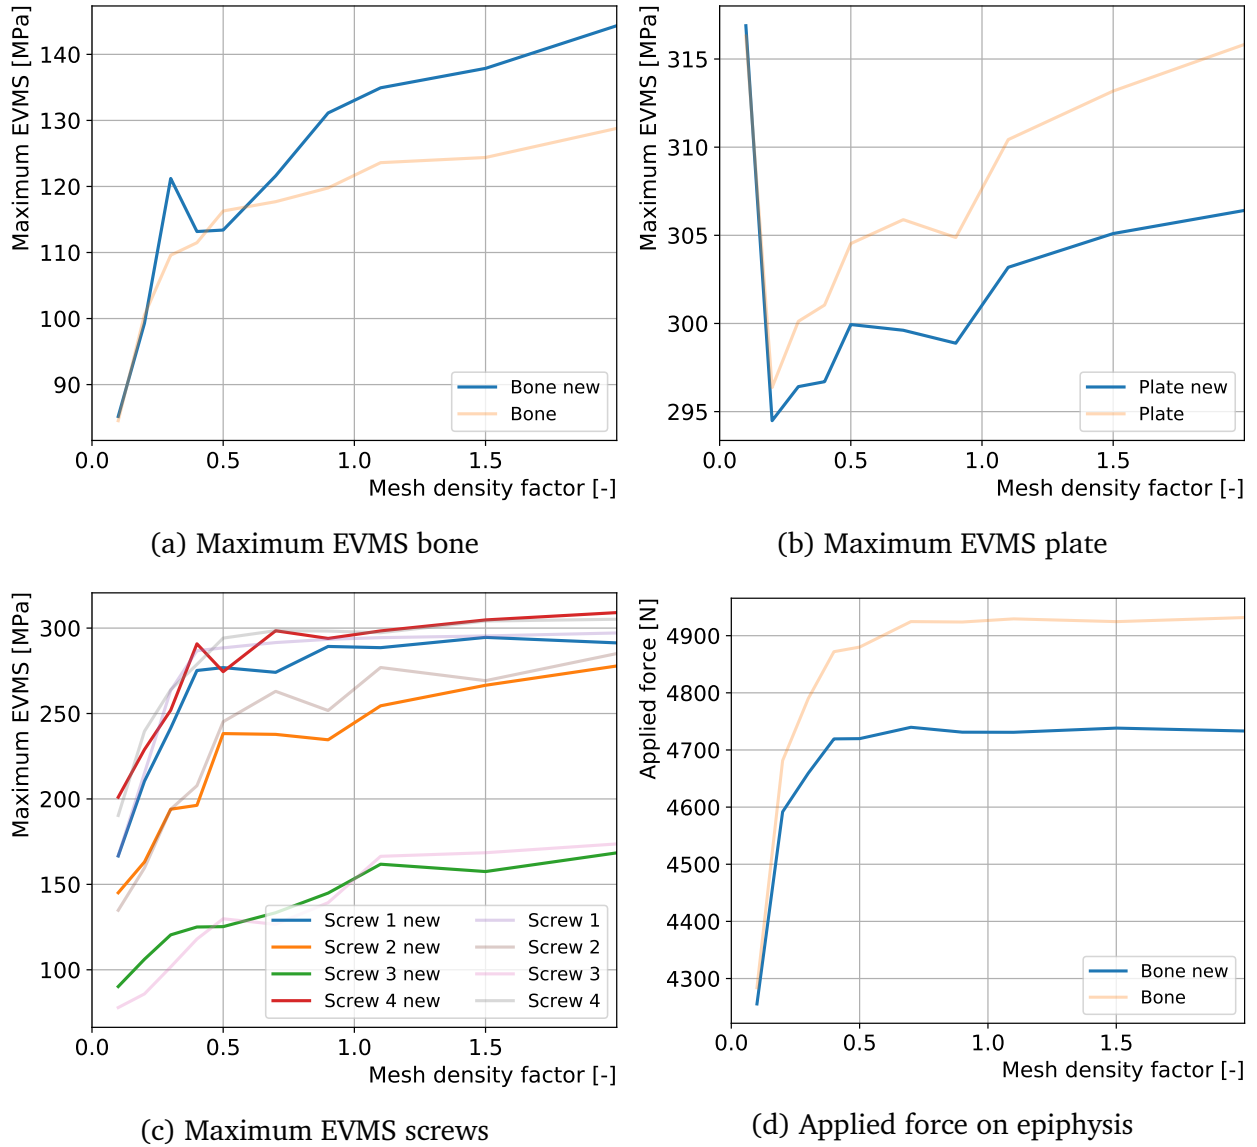 Maximum EVMS [MPa]
140
130
120
110
100
90
0.0 0.5 1.0 1.5
Mesh density factor [-]
Bone new
Bone
(a) Maximum EVMS bone
Maximum EVMS [MPa]
315
310
305
300
295
0.0 0.5 1.0 1.5
Mesh density factor [-]
Plate new
Plate
(b) Maximum EVMS plate
Maximum EVMS [MPa]
300
250
200
150
100
0.0 0.5 1.0 1.5
Mesh density factor [-]
Screw 1 new
Screw 2 new
Screw 3 new
Screw 4 new
Screw 1
Screw 2
Screw 3
Screw 4
(c) Maximum EVMS screws
Applied force [N]
4900
4800
4700
4600
4500
4400
4300
0.0 0.5 1.0 1.5
Mesh density factor [-]
Bone new
Bone
(d) Applied force on epiphysis